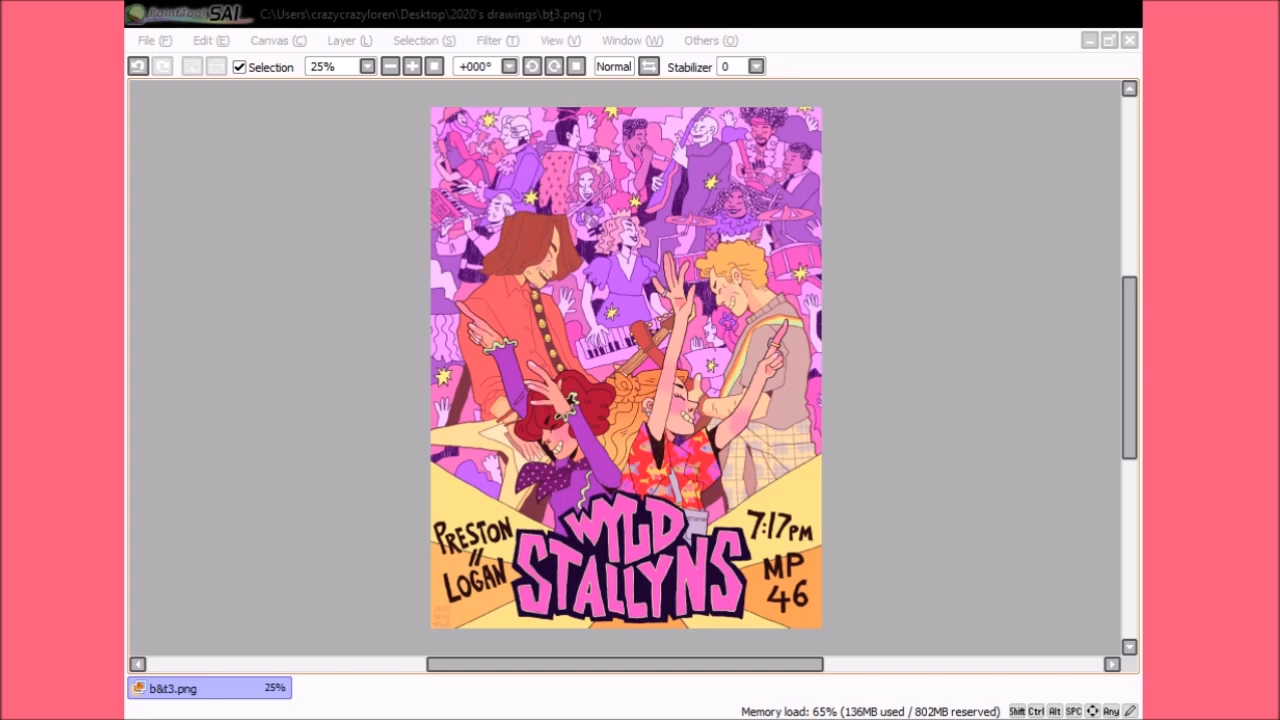 PaintTool SAI C:\Users\crazycrazyloren\Desktop\2020's drawings\b&t3.png (*)
File (F) Edit (E) Canvas (C) Layer (L) Selection (S) Filter (T) View (V) Window (W) Others (O)
Selection 25% +000° Normal Stabilizer 0
WYLD
STALLYNS
PRESTON
//
LOGAN
7:17PM
MP
46
b&t3.png 25%
Memory load: 65% (136MB used / 802MB reserved) Shift Ctrl Alt SPC Any